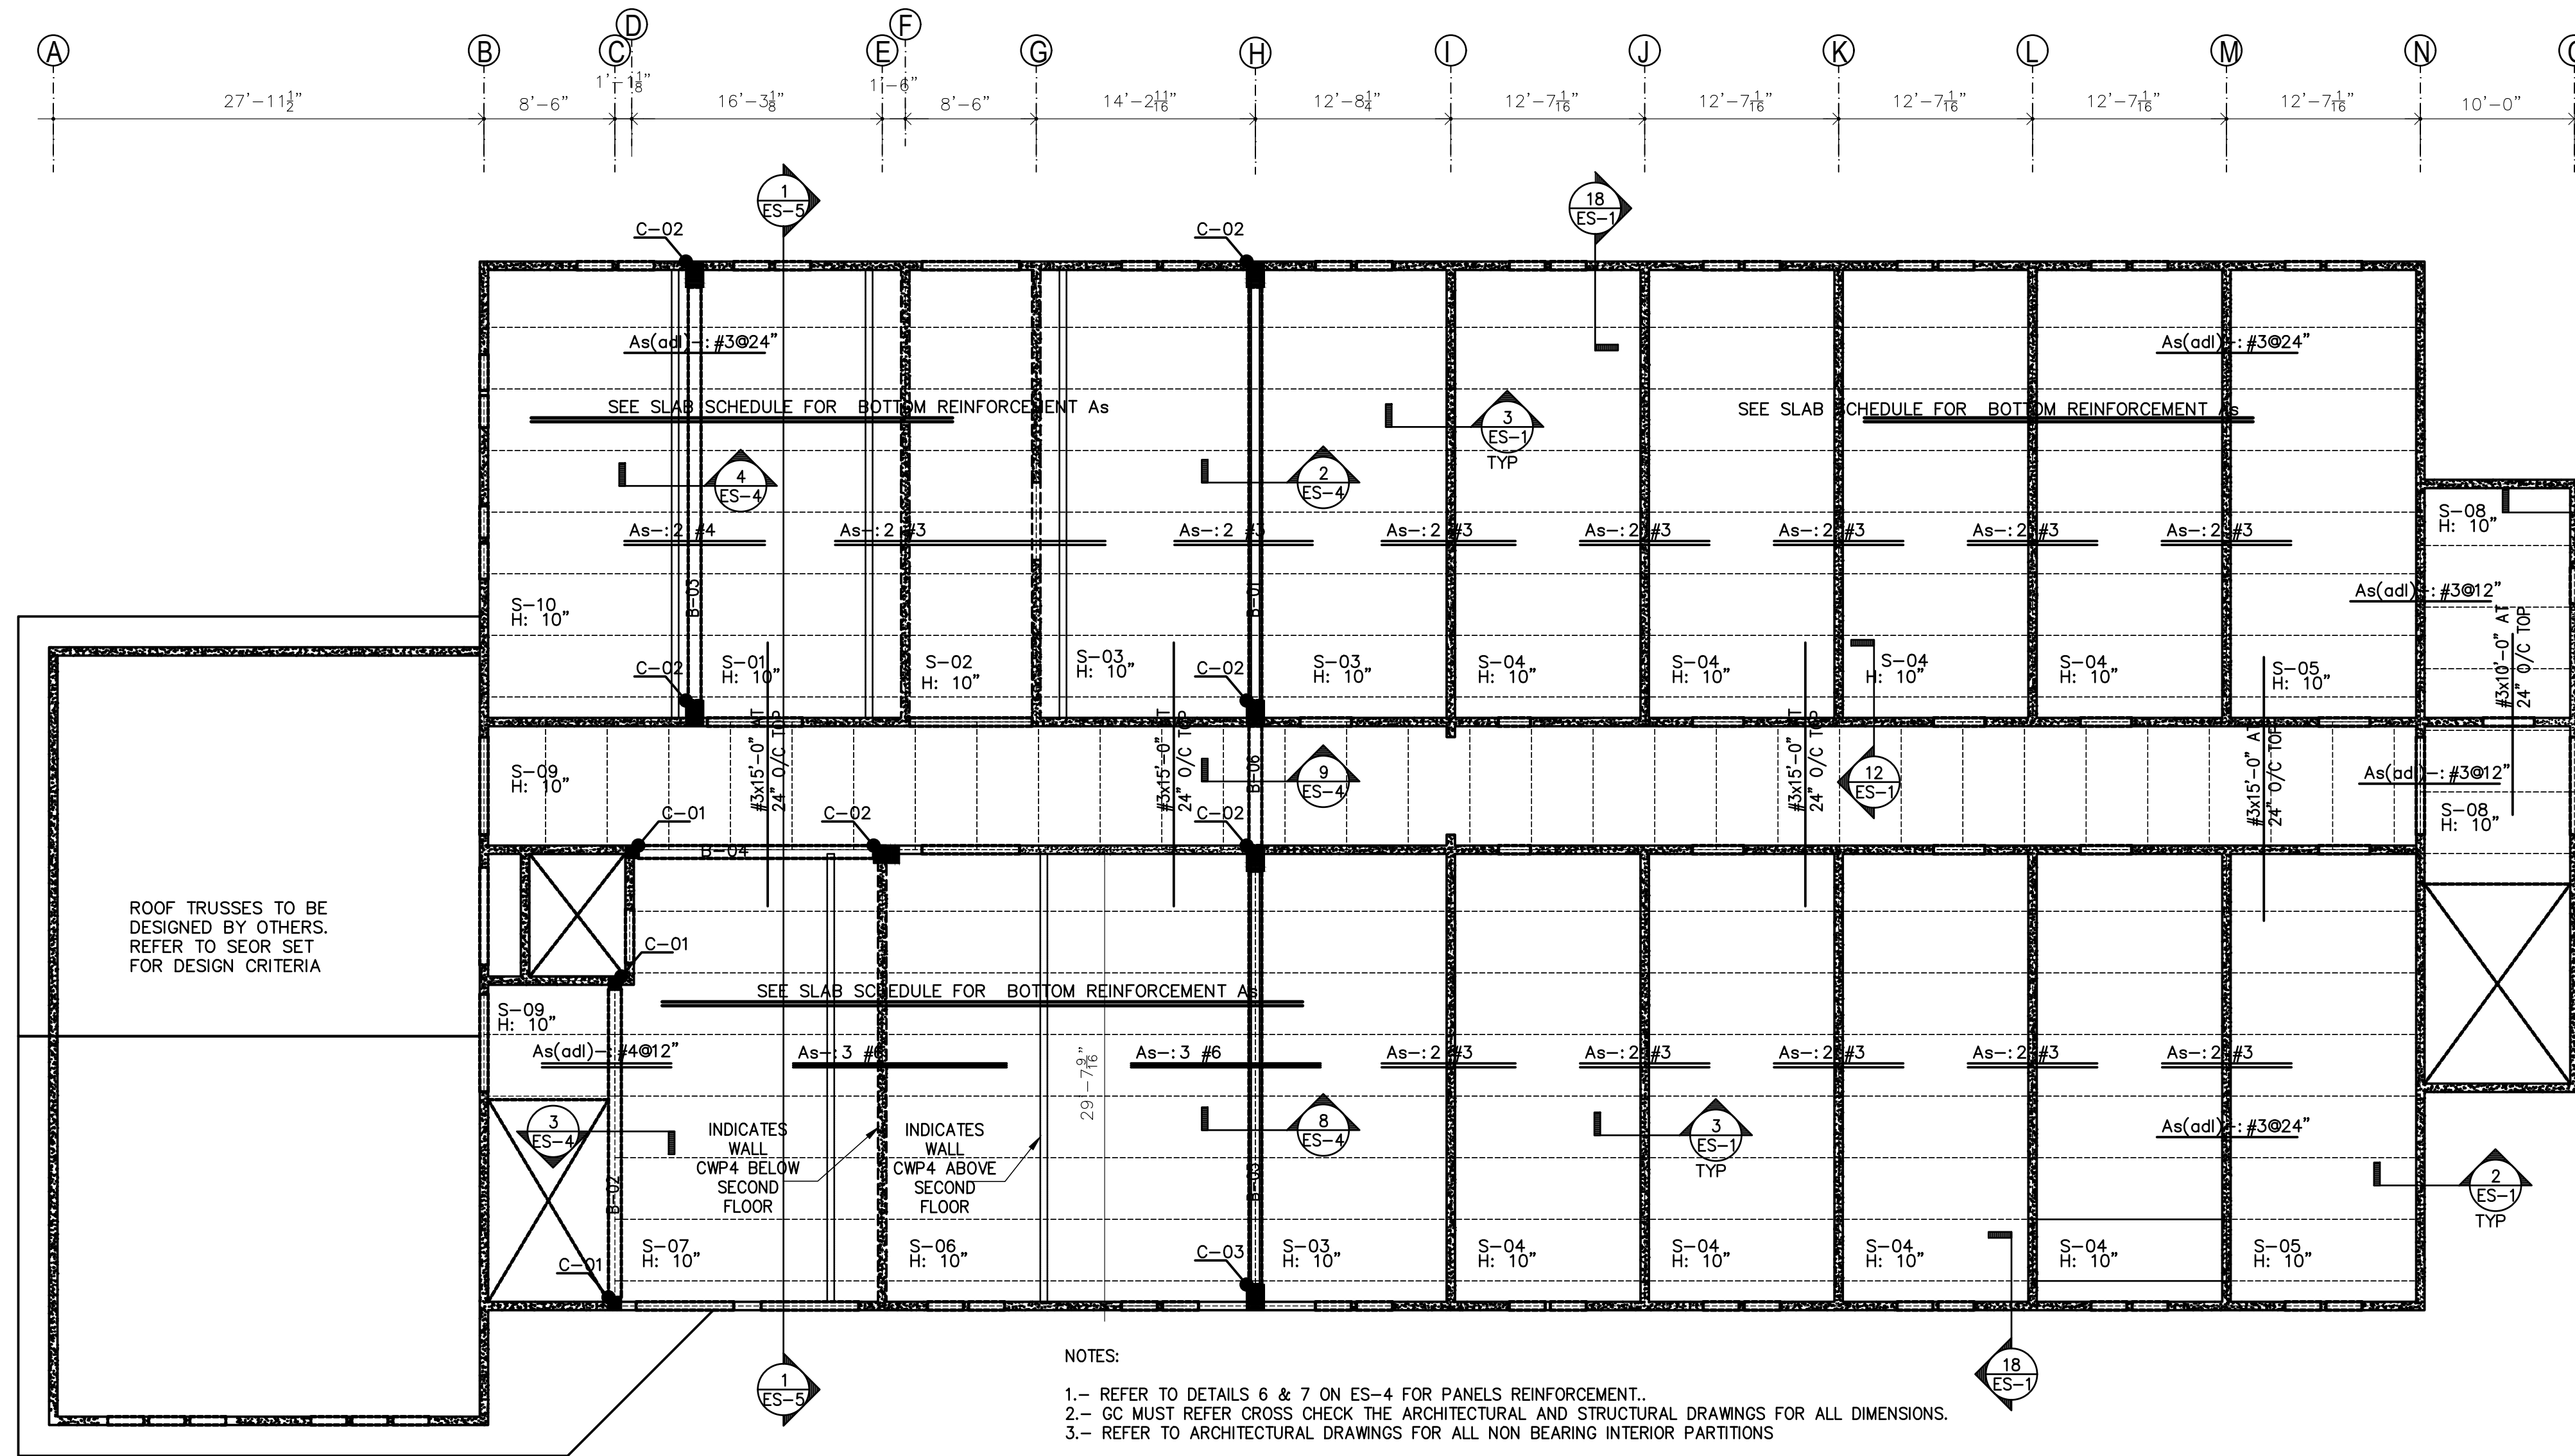 D
F
A
B
C
E
G
H
I
J
K
L
M
N
1'-1 1/8"
1'-6"
27'-11 1/2"
8'-6"
16'-3 1/8"
8'-6"
14'-2 11/16"
12'-8 1/4"
12'-7 1/16"
12'-7 1/16"
12'-7 1/16"
12'-7 1/16"
12'-7 1/16"
10'-0"
1
ES-5
18
ES-1
C-02
C-02
As(adl)-: #3@24"
As(adl)-: #3@24"
SEE SLAB SCHEDULE FOR BOTTOM REINFORCEMENT As
SEE SLAB SCHEDULE FOR BOTTOM REINFORCEMENT As
3
ES-1
TYP
4
ES-4
2
ES-4
As-: 2 #4
As-: 2 #3
As-: 2 #3
As-: 2 #3
As-: 2 #3
As-: 2 #3
As-: 2 #3
As-: 2 #3
S-08
H: 10"
B-03
B-01
As(adl)-: #3@12"
S-10
H: 10"
C-02
S-01
H: 10"
S-02
H: 10"
S-03
H: 10"
C-02
S-03
H: 10"
S-04
H: 10"
S-04
H: 10"
S-04
H: 10"
S-04
H: 10"
S-05
H: 10"
#3x10'-0" AT
24" O/C TOP
#3x15'-0" AT
24" O/C TOP
#3x15'-0" AT
24" O/C TOP
#3x15'-0" AT
24" O/C TOP
#3x15'-0" AT
24" O/C TOP
S-09
H: 10"
B-06
9
ES-4
12
ES-1
As(adl)-: #3@12"
S-08
H: 10"
C-01
C-02
C-02
B-04
ROOF TRUSSES TO BE
DESIGNED BY OTHERS.
REFER TO SEOR SET
FOR DESIGN CRITERIA
C-01
SEE SLAB SCHEDULE FOR BOTTOM REINFORCEMENT As
S-09
H: 10"
As(adl)-: #4@12"
As-: 3 #6
As-: 3 #6
As-: 2 #3
As-: 2 #3
As-: 2 #3
As-: 2 #3
As-: 2 #3
29'-7 9/16"
3
ES-4
INDICATES
WALL
CWP4 BELOW
SECOND
FLOOR
INDICATES
WALL
CWP4 ABOVE
SECOND
FLOOR
8
ES-4
3
ES-1
TYP
As(adl)-: #3@24"
2
ES-1
TYP
B-02
C-01
S-07
H: 10"
S-06
H: 10"
C-03
S-03
H: 10"
S-04
H: 10"
S-04
H: 10"
S-04
H: 10"
S-04
H: 10"
S-05
H: 10"
1
ES-5
18
ES-1
NOTES:
1.- REFER TO DETAILS 6 & 7 ON ES-4 FOR PANELS REINFORCEMENT..
2.- GC MUST REFER CROSS CHECK THE ARCHITECTURAL AND STRUCTURAL DRAWINGS FOR ALL DIMENSIONS.
3.- REFER TO ARCHITECTURAL DRAWINGS FOR ALL NON BEARING INTERIOR PARTITIONS